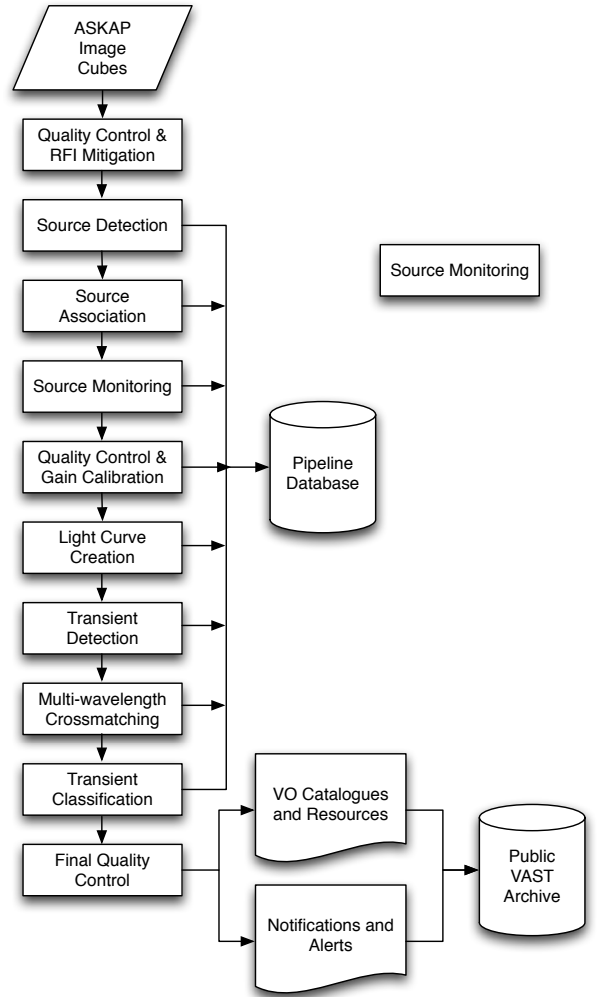 ASKAP
Image
Cubes
Quality Control &
RFI Mitigation
Source Detection
Source Monitoring
Source
Association
Source Monitoring
Quality Control &
Gain Calibration
Pipeline
Database
Light Curve
Creation
Transient
Detection
Multi-wavelength
Crossmatching
Transient
Classification
VO Catalogues
and Resources
Final Quality
Control
Public
VAST
Archive
Notifications and
Alerts